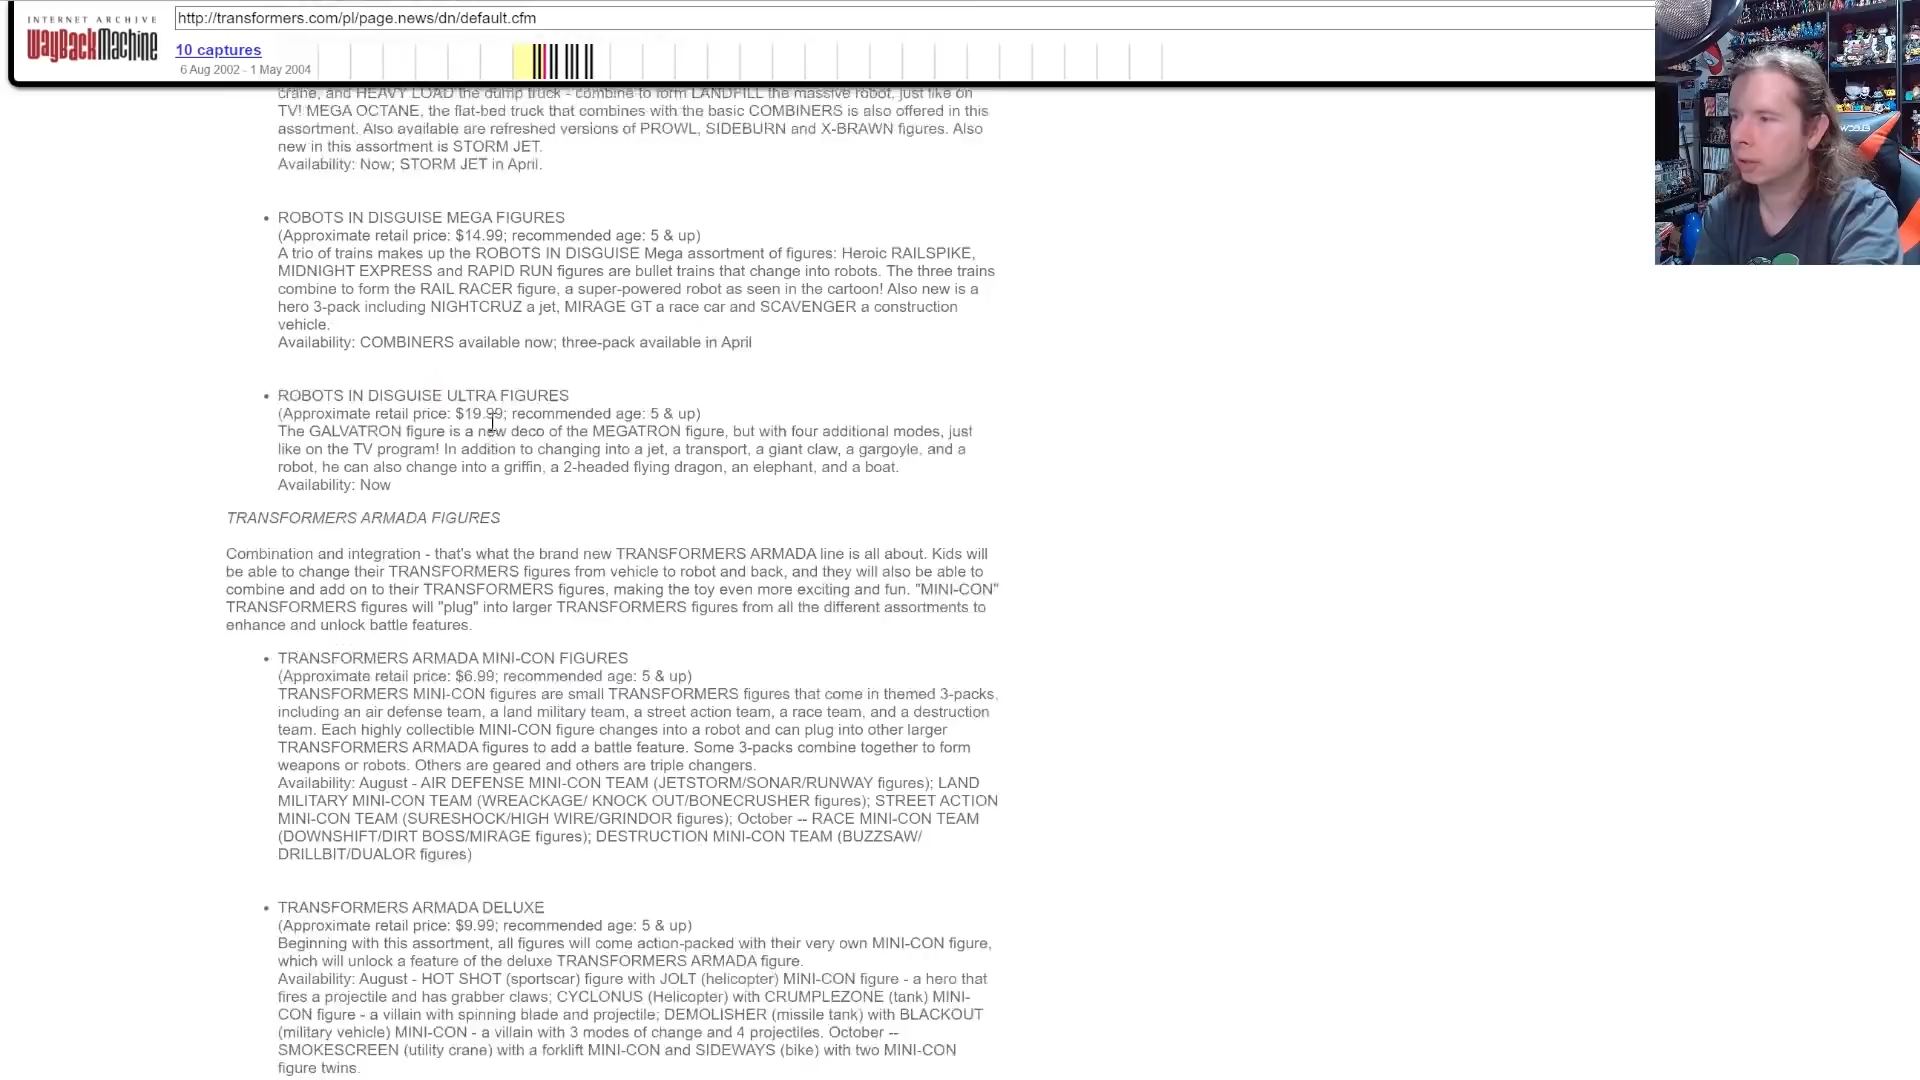 INTERNET ARCHIVE
WayBackMachine
http://transformers.com/pl/page.news/dn/default.cfm
10 captures
6 Aug 2002 - 1 May 2004
crane, and HEAVY LOAD the dump truck - combine to form LANDFILL the massive robot, just like on
TV! MEGA OCTANE, the flat-bed truck that combines with the basic COMBINERS is also offered in this
assortment. Also available are refreshed versions of PROWL, SIDEBURN and X-BRAWN figures. Also
new in this assortment is STORM JET.
Availability: Now; STORM JET in April.
• ROBOTS IN DISGUISE MEGA FIGURES
(Approximate retail price: $14.99; recommended age: 5 & up)
A trio of trains makes up the ROBOTS IN DISGUISE Mega assortment of figures: Heroic RAILSPIKE,
MIDNIGHT EXPRESS and RAPID RUN figures are bullet trains that change into robots. The three trains
combine to form the RAIL RACER figure, a super-powered robot as seen in the cartoon! Also new is a
hero 3-pack including NIGHTCRUZ a jet, MIRAGE GT a race car and SCAVENGER a construction
vehicle.
Availability: COMBINERS available now; three-pack available in April
• ROBOTS IN DISGUISE ULTRA FIGURES
(Approximate retail price: $19.99; recommended age: 5 & up)
The GALVATRON figure is a new deco of the MEGATRON figure, but with four additional modes, just
like on the TV program! In addition to changing into a jet, a transport, a giant claw, a gargoyle, and a
robot, he can also change into a griffin, a 2-headed flying dragon, an elephant, and a boat.
Availability: Now
TRANSFORMERS ARMADA FIGURES
Combination and integration - that's what the brand new TRANSFORMERS ARMADA line is all about. Kids will
be able to change their TRANSFORMERS figures from vehicle to robot and back, and they will also be able to
combine and add on to their TRANSFORMERS figures, making the toy even more exciting and fun. "MINI-CON"
TRANSFORMERS figures will "plug" into larger TRANSFORMERS figures from all the different assortments to
enhance and unlock battle features.
• TRANSFORMERS ARMADA MINI-CON FIGURES
(Approximate retail price: $6.99; recommended age: 5 & up)
TRANSFORMERS MINI-CON figures are small TRANSFORMERS figures that come in themed 3-packs,
including an air defense team, a land military team, a street action team, a race team, and a destruction
team. Each highly collectible MINI-CON figure changes into a robot and can plug into other larger
TRANSFORMERS ARMADA figures to add a battle feature. Some 3-packs combine together to form
weapons or robots. Others are geared and others are triple changers.
Availability: August - AIR DEFENSE MINI-CON TEAM (JETSTORM/SONAR/RUNWAY figures); LAND
MILITARY MINI-CON TEAM (WREACKAGE/ KNOCK OUT/BONECRUSHER figures); STREET ACTION
MINI-CON TEAM (SURESHOCK/HIGH WIRE/GRINDOR figures); October -- RACE MINI-CON TEAM
(DOWNSHIFT/DIRT BOSS/MIRAGE figures); DESTRUCTION MINI-CON TEAM (BUZZSAW/
DRILLBIT/DUALOR figures)
• TRANSFORMERS ARMADA DELUXE
(Approximate retail price: $9.99; recommended age: 5 & up)
Beginning with this assortment, all figures will come action-packed with their very own MINI-CON figure,
which will unlock a feature of the deluxe TRANSFORMERS ARMADA figure.
Availability: August - HOT SHOT (sportscar) figure with JOLT (helicopter) MINI-CON figure - a hero that
fires a projectile and has grabber claws; CYCLONUS (Helicopter) with CRUMPLEZONE (tank) MINI-
CON figure - a villain with spinning blade and projectile; DEMOLISHER (missile tank) with BLACKOUT
(military vehicle) MINI-CON - a villain with 3 modes of change and 4 projectiles. October --
SMOKESCREEN (utility crane) with a forklift MINI-CON and SIDEWAYS (bike) with two MINI-CON
figure twins.